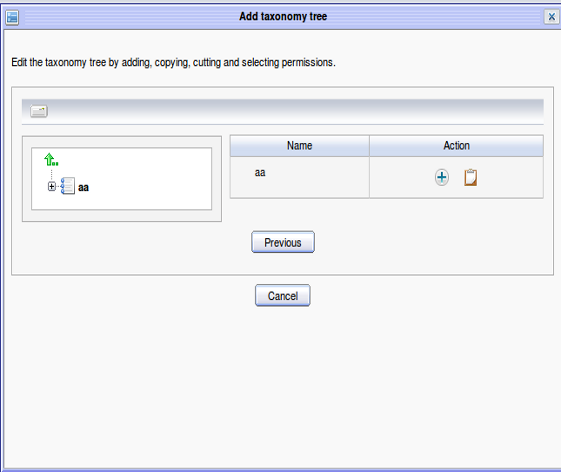 Add taxonomy tree
Edit the taxonomy tree by adding, copying, cutting and selecting permissions.
Name Action
aa
aa
Previous
Cancel